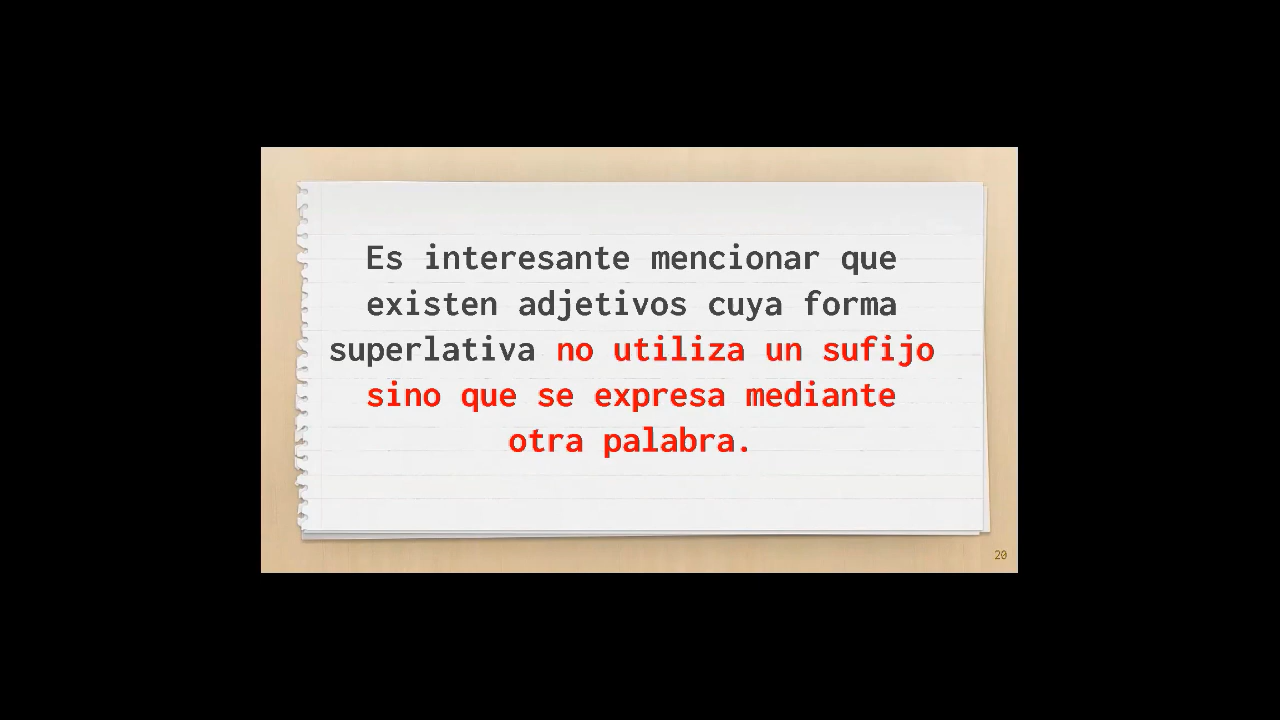 Es interesante mencionar que
existen adjetivos cuya forma
superlativa no utiliza un sufijo
sino que se expresa mediante
otra palabra.
20